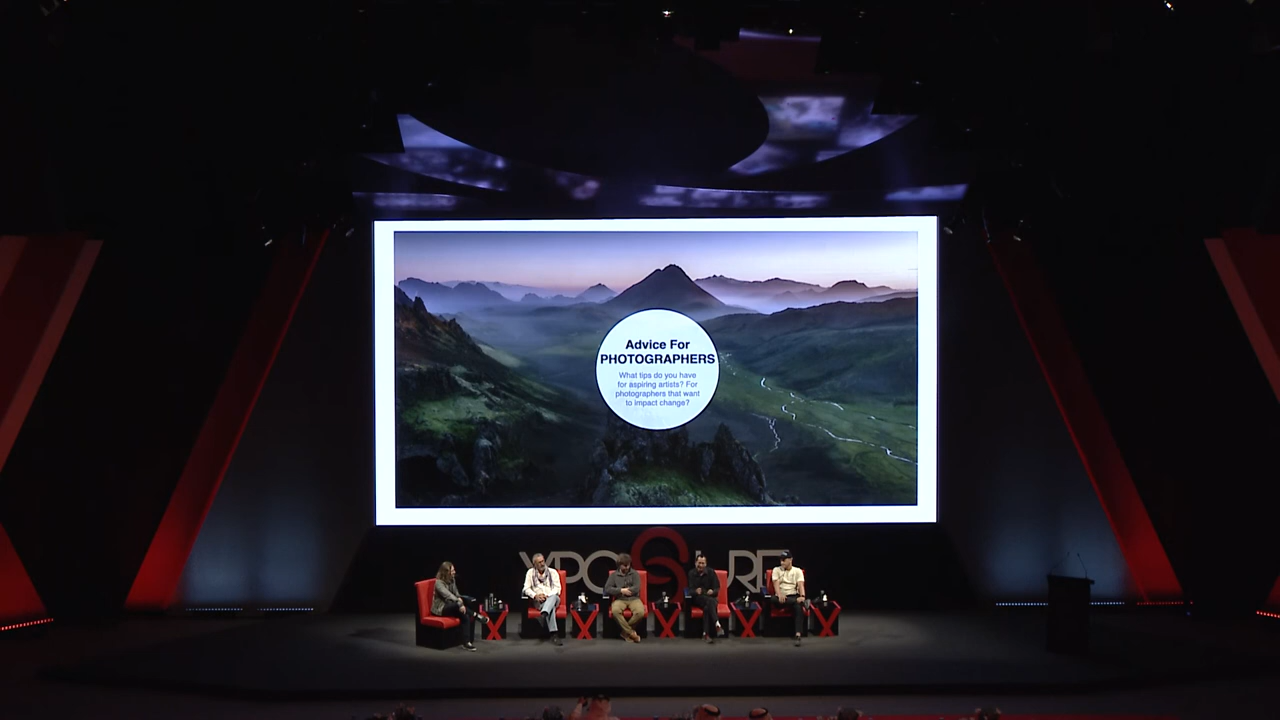 Advice For
PHOTOGRAPHERS
What tips do you have
for aspiring artists? For
photographers that want
to impact change?